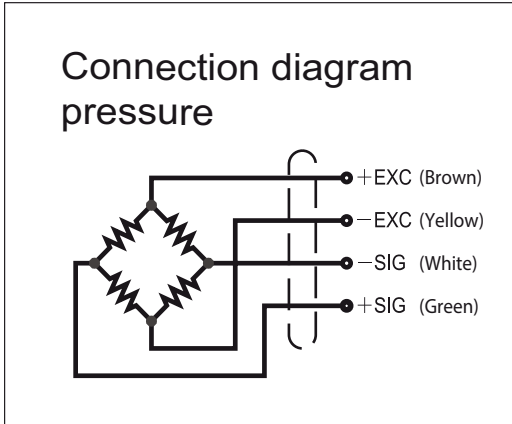 Connection diagram
pressure
+EXC (Brown)
−EXC (Yellow)
−SIG (White)
+SIG (Green)